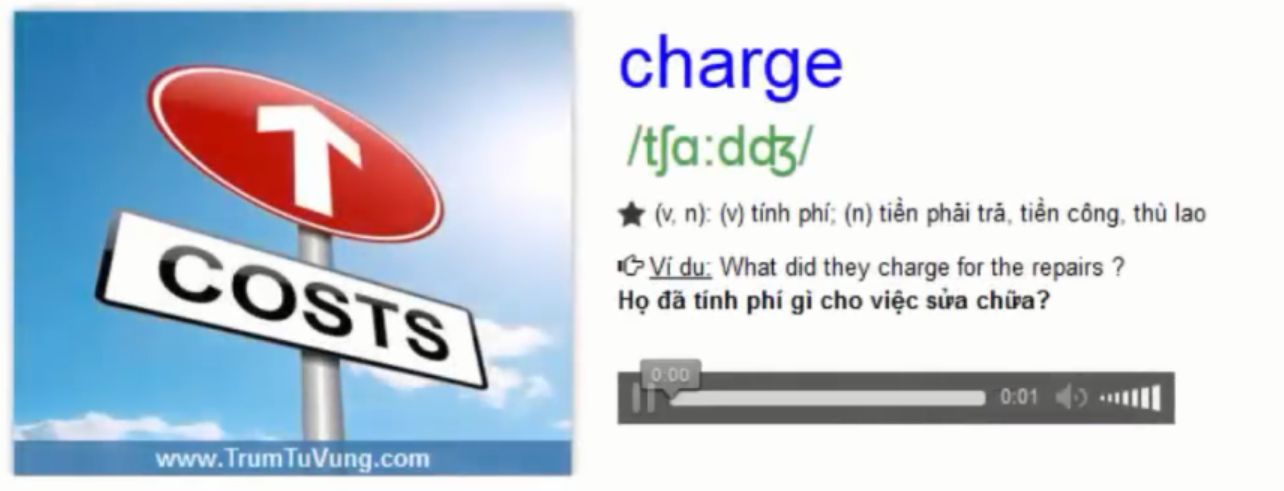 COSTS
www.TrumTuVung.com
charge
/tʃɑ:dʤ/
★ (v, n): (v) tính phí; (n) tiền phải trả, tiền công, thù lao
Ví dụ: What did they charge for the repairs ?
Họ đã tính phí gì cho việc sửa chữa?
0:00
0:01